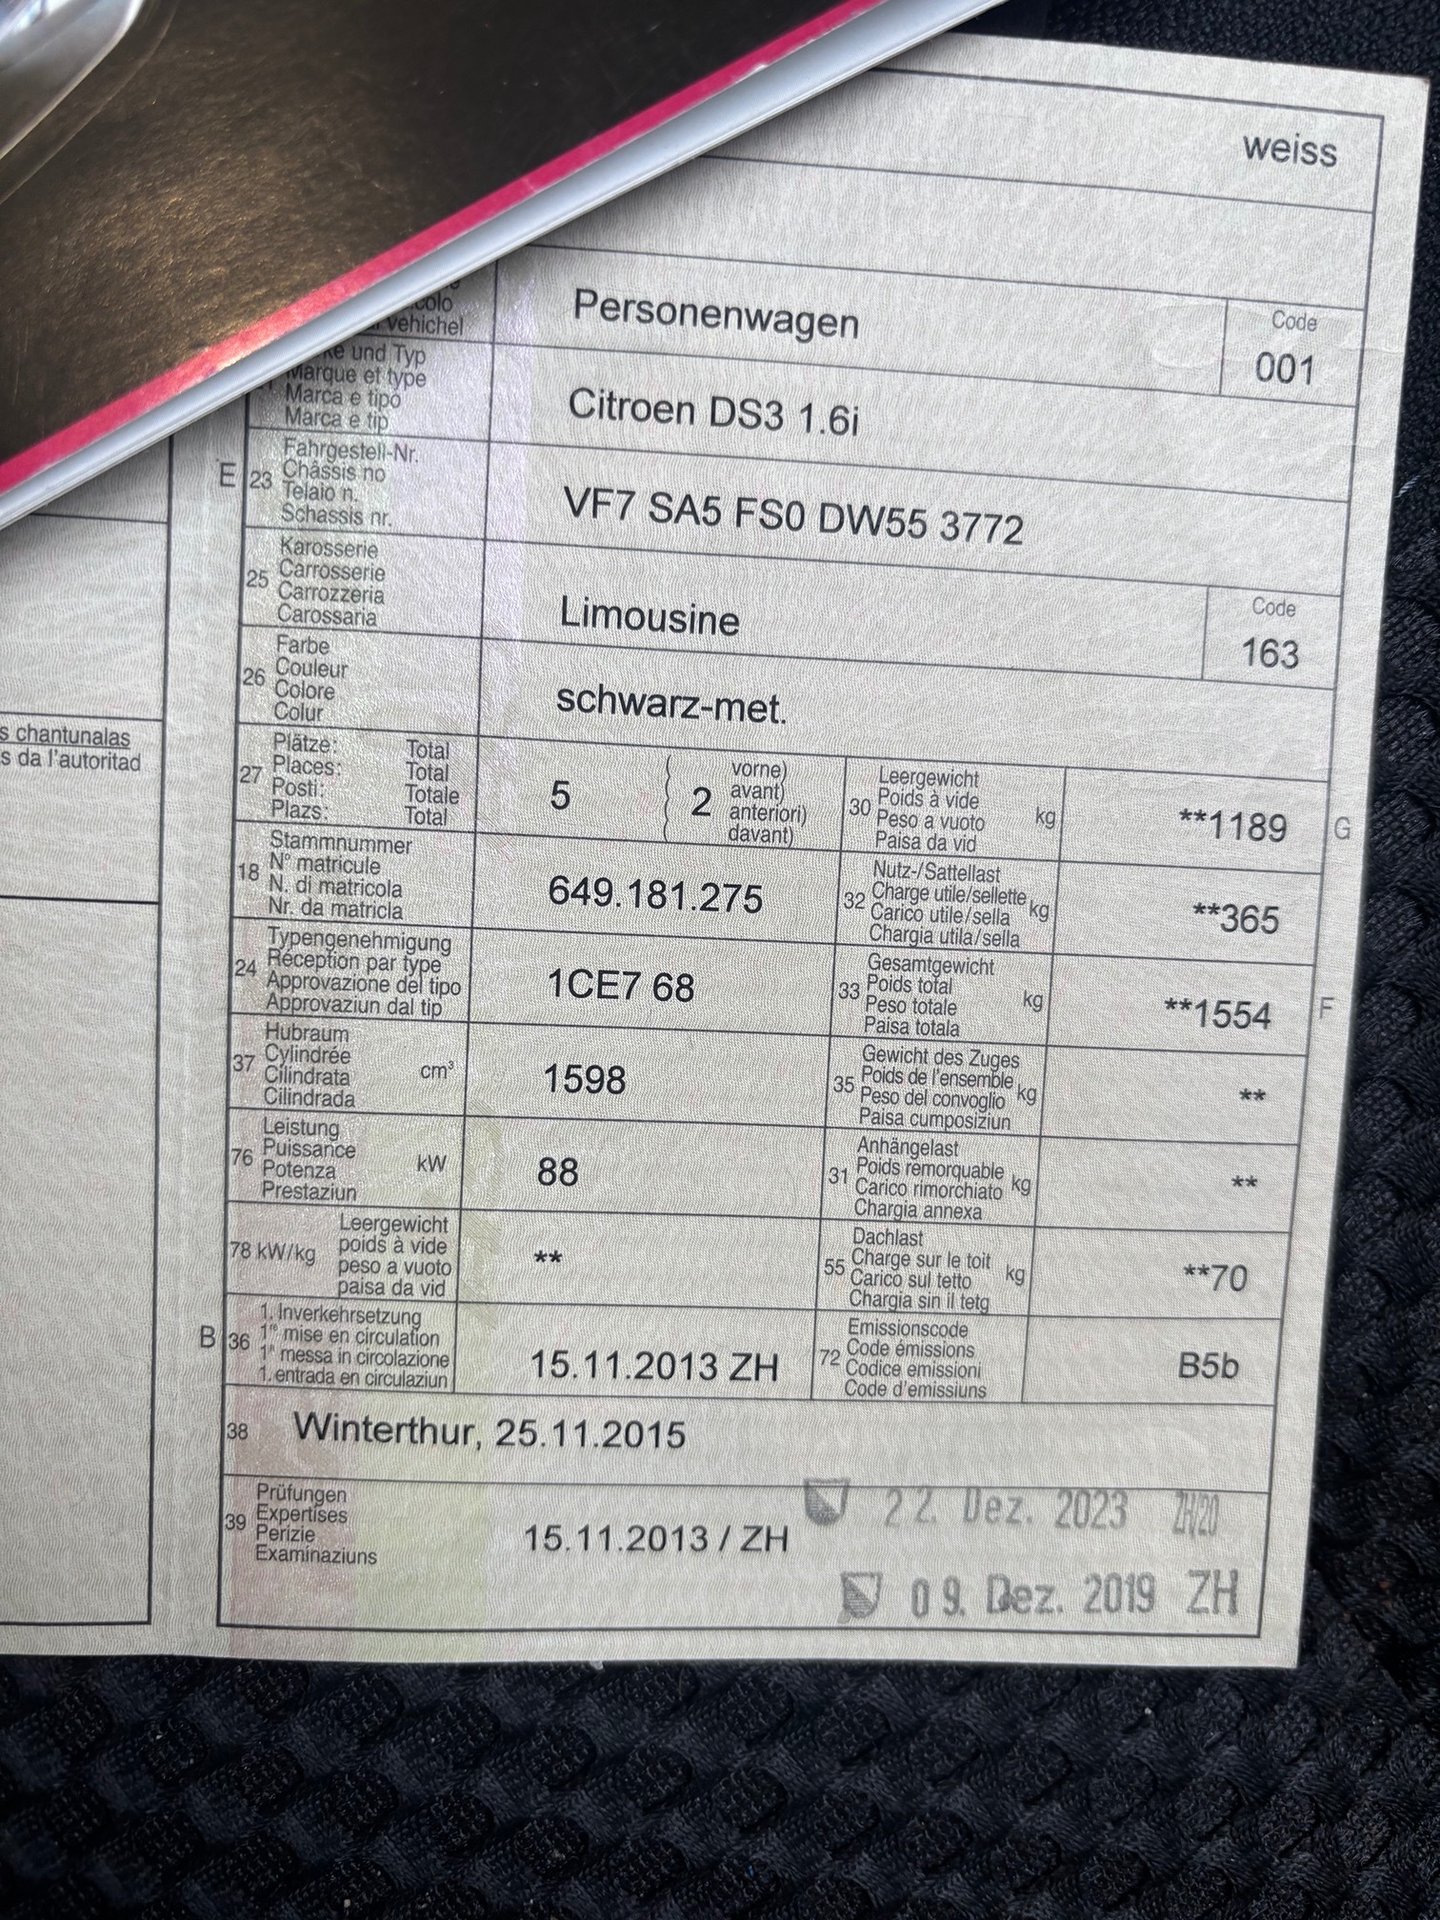 weiss
colo
vehichel
Personenwagen
Code
001
und Typ
Marque et type
Marca e tipo
Marca e tip
Citroen DS3 1.6i
E 23 Fahrgestell-Nr.
Châssis no
Telaio n.
Schassis nr.
VF7 SA5 FS0 DW55 3772
25 Karosserie
Carrosserie
Carrozzeria
Carossaria
Limousine
Code
163
26 Farbe
Couleur
Colore
Colur
schwarz-met.
s chantunalas
s da l'autoritad
27 Plätze: Total
Places: Total
Posti: Totale
Plazs: Total
5
2
vorne)
avant)
anteriori)
davant)
30 Leergewicht
Poids à vide
Peso a vuoto
Paisa da vid
kg
**1189
G
18 Stammnummer
N° matricule
N. di matricola
Nr. da matricla
649.181.275
32 Nutz-/Sattellast
Charge utile/sellette
Carico utile/sella
Chargia utila/sella
kg
**365
24 Typengenehmigung
Réception par type
Approvazione del tipo
Approvaziun dal tip
1CE7 68
33 Gesamtgewicht
Poids total
Peso totale
Paisa totala
kg
**1554
F
37 Hubraum
Cylindrée
Cilindrata
Cilindrada
cm³
1598
35 Gewicht des Zuges
Poids de l'ensemble
Peso del convoglio
Paisa cumposiziun
kg
**
76 Leistung
Puissance
Potenza
Prestaziun
kW
88
31 Anhängelast
Poids remorquable
Carico rimorchiato
Chargia annexa
kg
**
78 kW/kg
Leergewicht
poids à vide
peso a vuoto
paisa da vid
**
55 Dachlast
Charge sur le toit
Carico sul tetto
Chargia sin il tetg
kg
**70
B 36 1. Inverkehrsetzung
1re mise en circulation
1a messa in circolazione
1. entrada en circulaziun
15.11.2013 ZH
72 Emissionscode
Code émissions
Codice emissioni
Code d'emissiuns
B5b
38 Winterthur, 25.11.2015
39 Prüfungen
Expertises
Perizie
Examinaziuns
15.11.2013 / ZH
22. Dez. 2023 ZH20
09. Dez. 2019 ZH